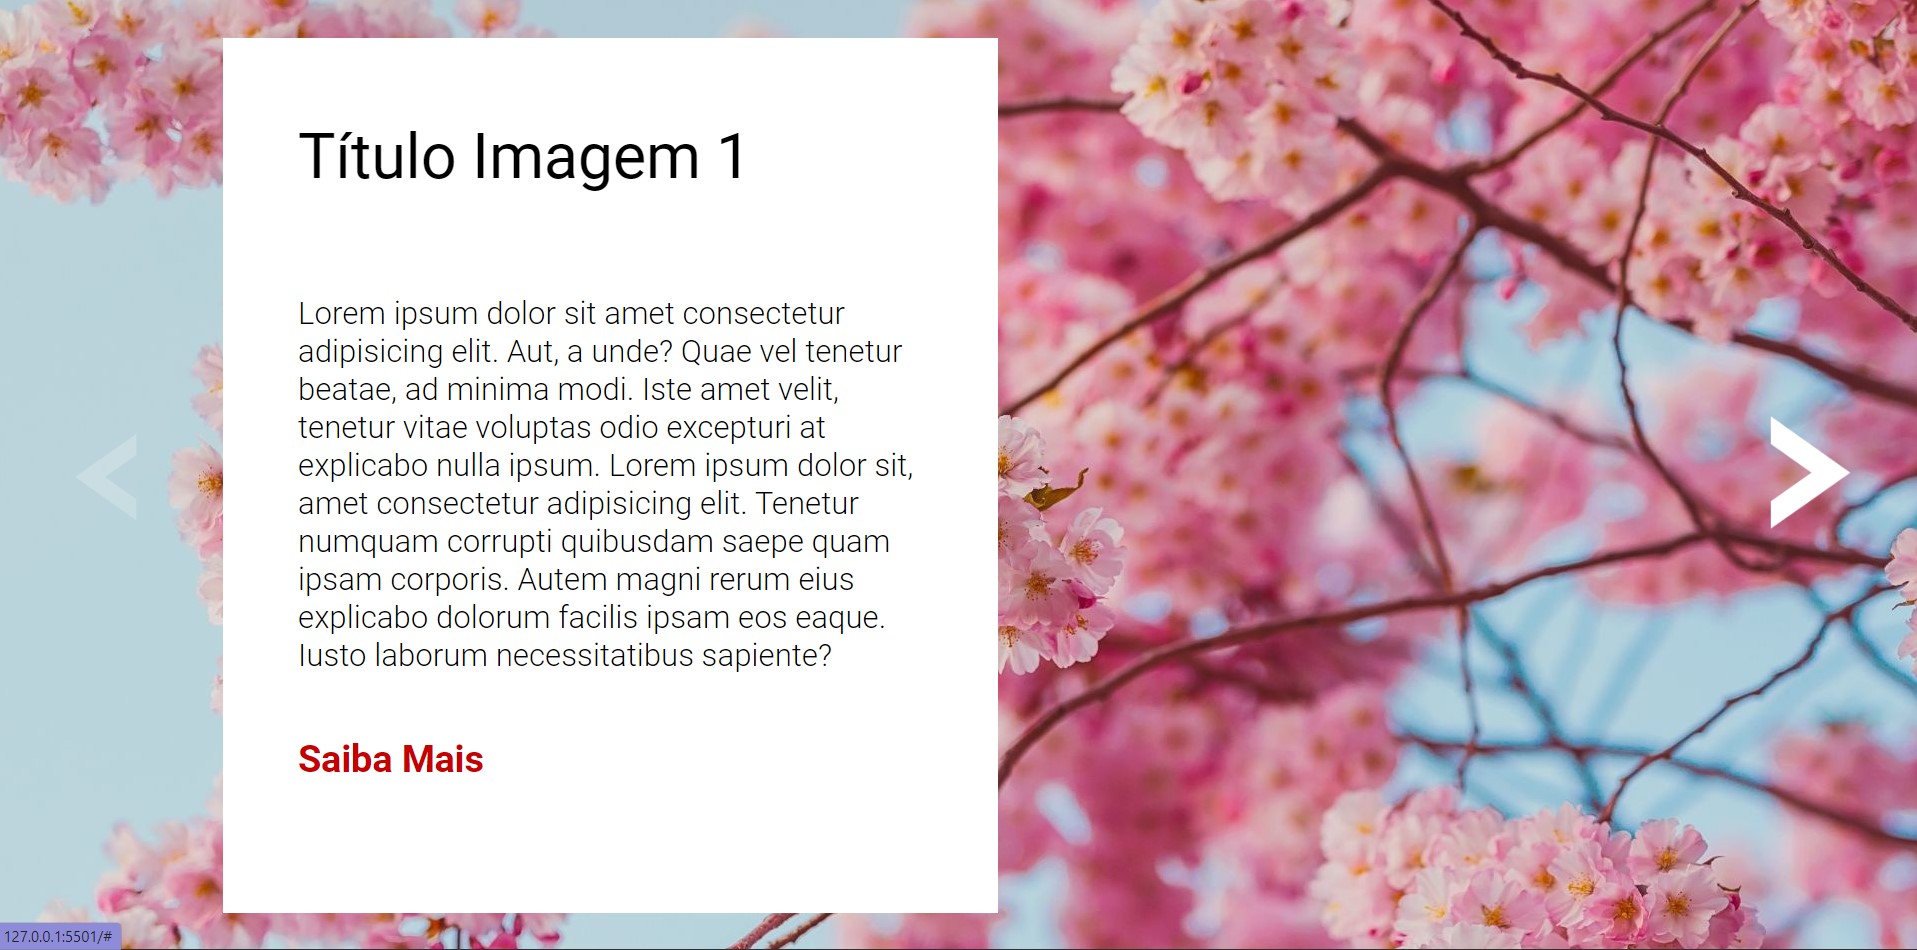 Título Imagem 1
Lorem ipsum dolor sit amet consectetur
adipisicing elit. Aut, a unde? Quae vel tenetur
beatae, ad minima modi. Iste amet velit,
tenetur vitae voluptas odio excepturi at
explicabo nulla ipsum. Lorem ipsum dolor sit,
amet consectetur adipisicing elit. Tenetur
numquam corrupti quibusdam saepe quam
ipsam corporis. Autem magni rerum eius
explicabo dolorum facilis ipsam eos eaque.
Iusto laborum necessitatibus sapiente?
Saiba Mais
127.0.0.1:5501/#